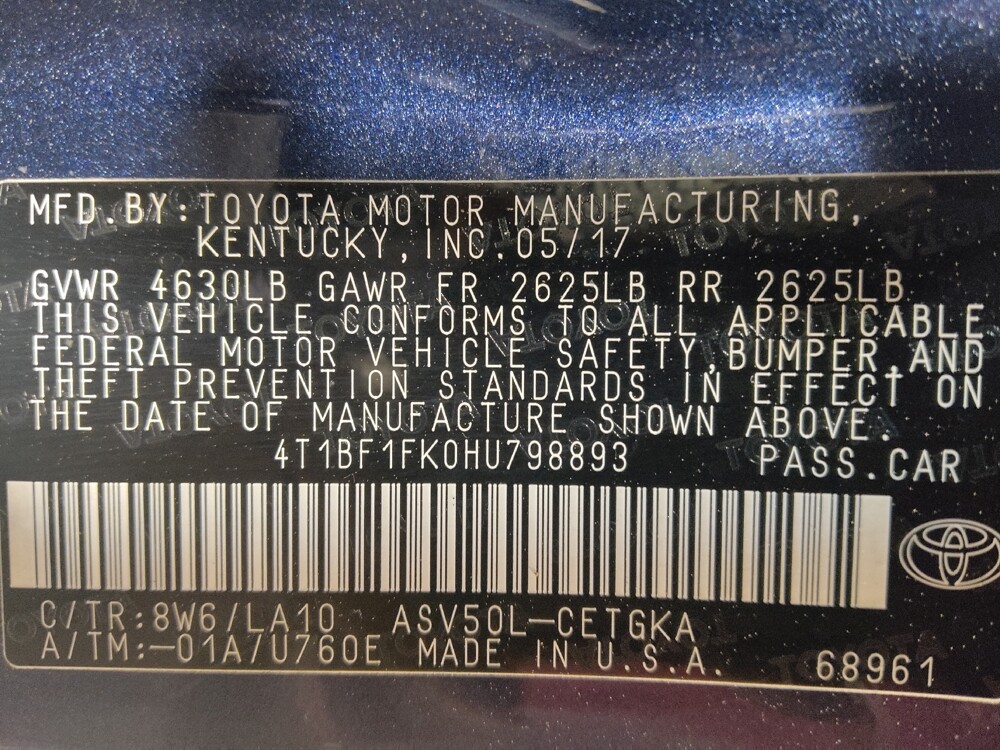 MFD.BY:TOYOTA MOTOR MANUFACTURING,
KENTUCKY,INC.05/17
GVWR 4630LB GAWR FR 2625LB RR 2625LB
THIS VEHICLE CONFORMS TO ALL APPLICABLE
FEDERAL MOTOR VEHICLE SAFETY,BUMPER,AND
THEFT PREVENTION STANDARDS IN EFFECT ON
THE DATE OF MANUFACTURE SHOWN ABOVE.
4T1BF1FK0HU798893 PASS.CAR
C/TR:8W6/LA10 ASV50L-CETGKA
A/TM:-01A/U760E MADE IN U.S.A. 68961